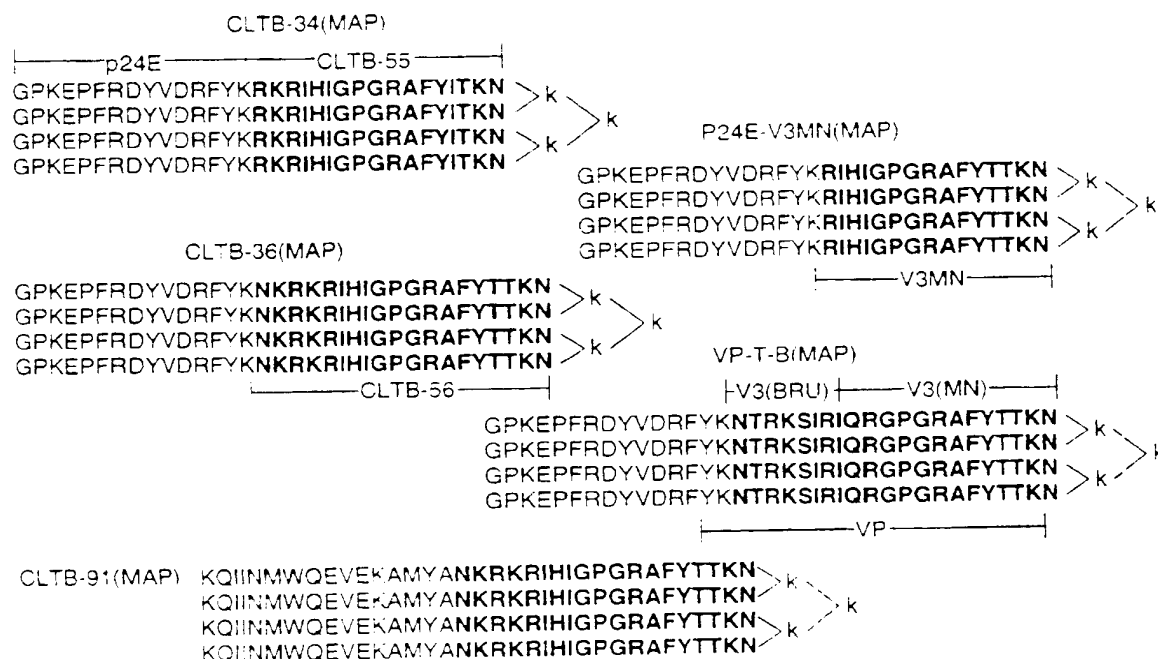 CLTB-34(MAP)
p24E CLTB-55
GPKEPFRDYVDRFYKRKRIHIGPGRAFYITKN
GPKEPFRDYVDRFYKRKRIHIGPGRAFYITKN
GPKEPFRDYVDRFYKRKRIHIGPGRAFYITKN
GPKEPFRDYVDRFYKRKRIHIGPGRAFYITKN
k
k
k
P24E-V3MN(MAP)
GPKEPFRDYVDRFYKRIHIGPGRAFYTTKN
GPKEPFRDYVDRFYKRIHIGPGRAFYTTKN
GPKEPFRDYVDRFYKRIHIGPGRAFYTTKN
GPKEPFRDYVDRFYKRIHIGPGRAFYTTKN
k
k
k
V3MN
CLTB-36(MAP)
GPKEPFRDYVDRFYKNKRKRIHIGPGRAFYTTKN
GPKEPFRDYVDRFYKNKRKRIHIGPGRAFYTTKN
GPKEPFRDYVDRFYKNKRKRIHIGPGRAFYTTKN
GPKEPFRDYVDRFYKNKRKRIHIGPGRAFYTTKN
k
k
k
CLTB-56
VP-T-B(MAP)
V3(BRU) V3(MN)
GPKEPFRDYVDRFYKNTRKSIRIQRGPGRAFYTTKN
GPKEPFRDYVDRFYKNTRKSIRIQRGPGRAFYTTKN
GPKEPFRDYVDRFYKNTRKSIRIQRGPGRAFYTTKN
GPKEPFRDYVDRFYKNTRKSIRIQRGPGRAFYTTKN
k
k
VP
CLTB-91(MAP)
KQIINMWQEVEKAMYANKRKRIHIGPGRAFYTTKN
KQIINMWQEVEKAMYANKRKRIHIGPGRAFYTTKN
KQIINMWQEVEKAMYANKRKRIHIGPGRAFYTTKN
KQIINMWQEVEKAMYANKRKRIHIGPGRAFYTTKN
k
k
k